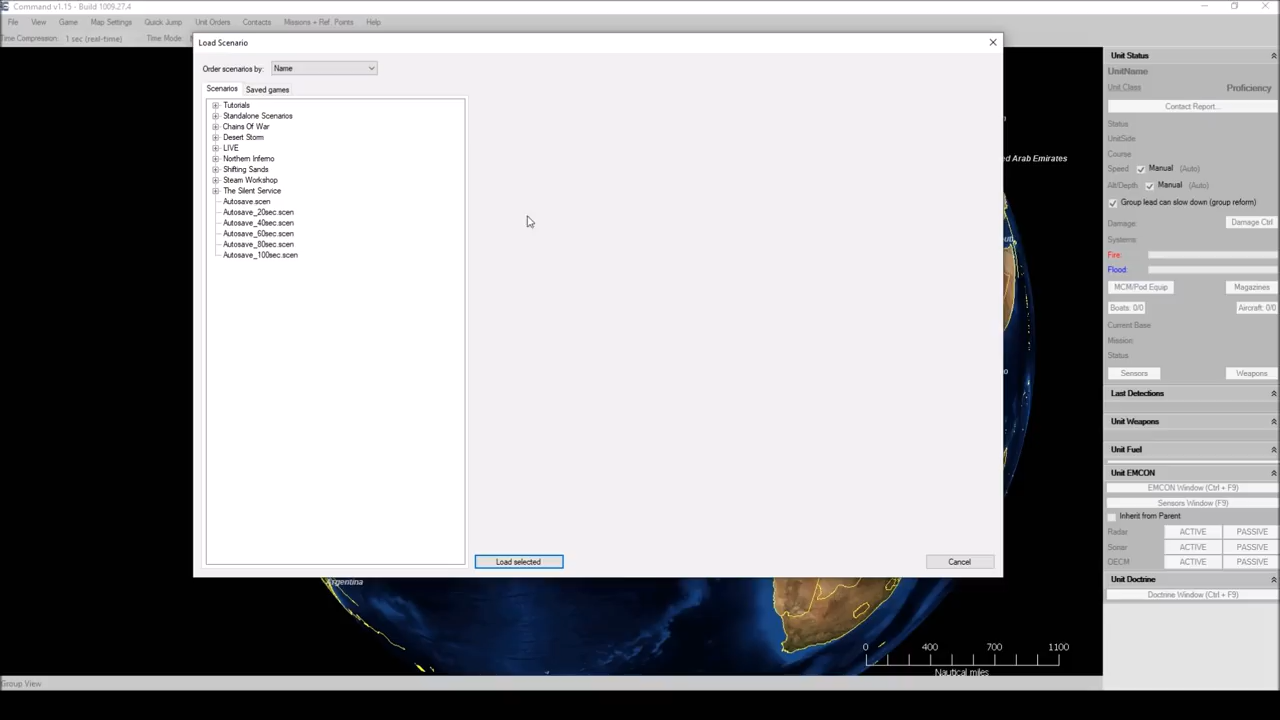 Command v1.15 - Build 1009.27.4
File View Game Map Settings Quick Jump Unit Orders Contacts Missions + Ref. Points Help
Time Compression: 1 sec (real-time) Time Mode
Load Scenario
Order scenarios by: Name
Scenarios Saved games
Tutorials
Standalone Scenarios
Chains Of War
Desert Storm
LIVE
Northern Inferno
Shifting Sands
Steam Workshop
The Silent Service
Autosave.scen
Autosave_20sec.scen
Autosave_40sec.scen
Autosave_60sec.scen
Autosave_80sec.scen
Autosave_100sec.scen
Load selected Cancel
ed Arab Emirates
Argentina
0 400 700 1100
Nautical miles
Group View
Unit Status
UnitName
Unit Class Proficiency
Contact Report...
Status
UnitSide
Course
Speed Manual (Auto)
Alt/Depth: Manual (Auto)
Group lead can slow down (group reform)
Damage: Damage Ctrl
Systems:
Fire:
Flood:
MCM/Pod Equip Magazines
Boats: 0/0 Aircraft: 0/0
Current Base
Mission:
Status
Sensors Weapons
Last Detections
Unit Weapons
Unit Fuel
Unit EMCON
EMCON Window (Ctrl + F9)
Sensors Window (F9)
Inherit from Parent
Radar ACTIVE PASSIVE
Sonar ACTIVE PASSIVE
OECM ACTIVE PASSIVE
Unit Doctrine
Doctrine Window (Ctrl + F9)